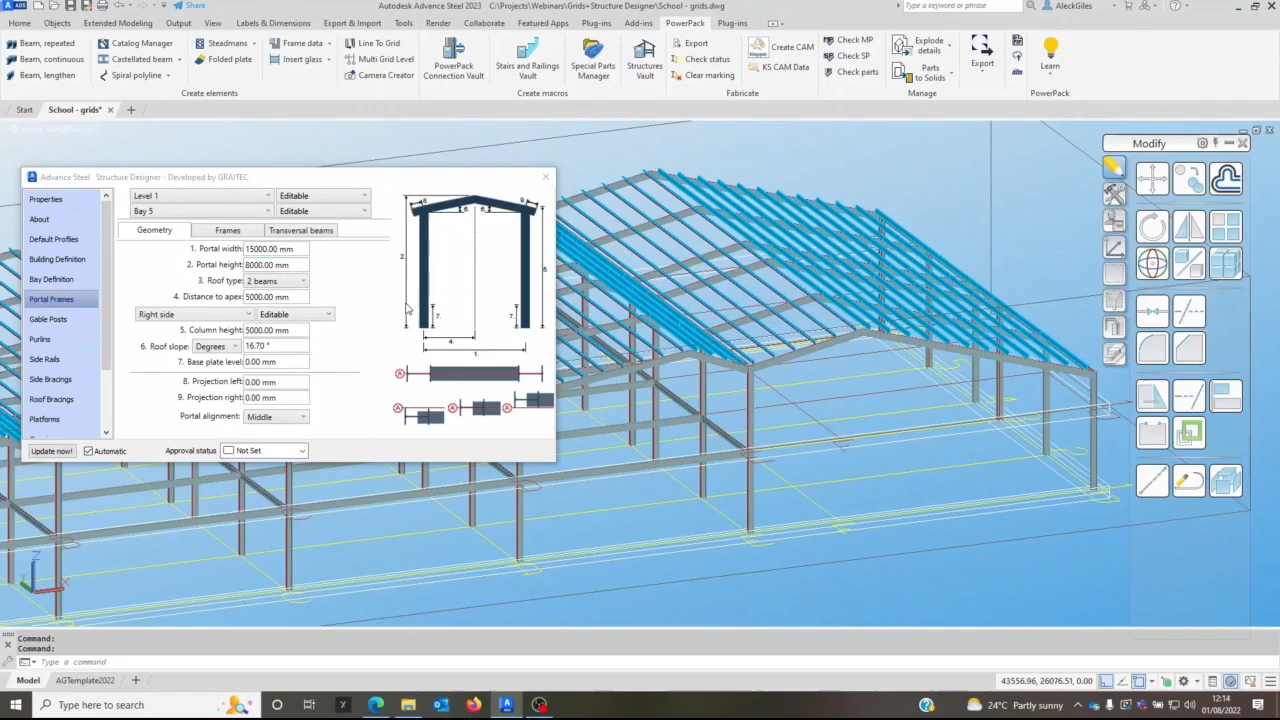 ADS
Share
Autodesk Advance Steel 2023   C:\Projects\Webinars\Grids+Structure Designer\School - grids.dwg
Type a keyword or phrase
AleckGiles
Home Objects Extended Modeling Output View Labels & Dimensions Export & Import Tools Render Collaborate Featured Apps Plug-ins Add-ins PowerPack Plug-ins
Beam, repeated
Beam, continuous
Beam, lengthen
Catalog Manager
Castellated beam
Spiral polyline
Steadmans
Folded plate
Frame data
Insert glass
Line To Grid
Multi Grid Level
Camera Creator
Create elements
PowerPack
Connection Vault
Stairs and Railings
Vault
Special Parts
Manager
Structures
Vault
Create macros
Export
Check status
Clear marking
Create CAM
KS CAM Data
Fabricate
Check MP
Check SP
Check parts
Explode
details
Parts
to Solids
Export
Manage
Learn
PowerPack
Start
School - grids*
Modify
Advance Steel   Structure Designer - Developed by GRAITEC
Properties
About
Default Profiles
Building Definition
Bay Definition
Portal Frames
Gable Posts
Purlins
Side Rails
Side Bracings
Roof Bracings
Platforms
Level 1 Editable
Bay 5 Editable
Geometry Frames Transversal beams
1. Portal width: 15000.00 mm
2. Portal height: 8000.00 mm
3. Roof type: 2 beams
4. Distance to apex: 5000.00 mm
Right side Editable
5. Column height: 5000.00 mm
6. Roof slope: Degrees 16.70 °
7. Base plate level: 0.00 mm
8. Projection left: 0.00 mm
9. Projection right: 0.00 mm
Portal alignment: Middle
8. 6. 6. 9.
2. 5.
7. 7.
4.
1.
A
A A A
Update now! Automatic Approval status Not Set
Z
X
Command:
Command:
Type a command
Model AGTemplate2022
43556.96, 26076.51, 0.00
Type here to search
24°C Partly sunny
12:14
01/08/2022